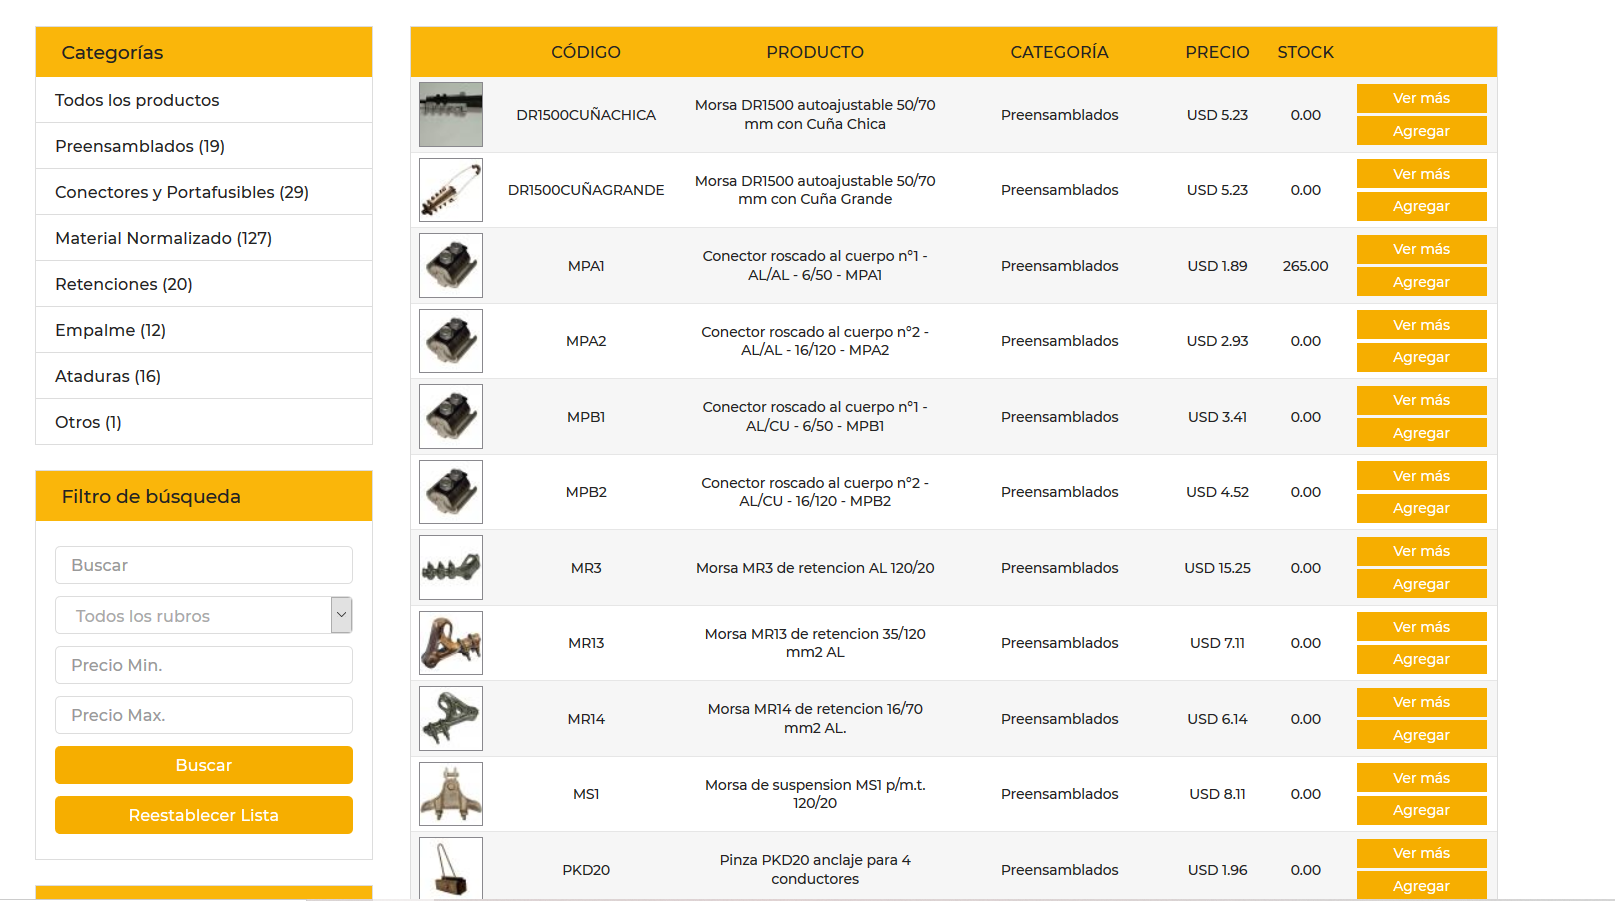 Categorías
Todos los productos
Preensamblados (19)
Conectores y Portafusibles (29)
Material Normalizado (127)
Retenciones (20)
Empalme (12)
Ataduras (16)
Otros (1)
Filtro de búsqueda
Buscar
Todos los rubros
Precio Min.
Precio Max.
Buscar
Reestablecer Lista
CÓDIGO PRODUCTO CATEGORÍA PRECIO STOCK
DR1500CUÑACHICA Morsa DR1500 autoajustable 50/70 mm con Cuña Chica Preensamblados USD 5.23 0.00 Ver más Agregar
DR1500CUÑAGRANDE Morsa DR1500 autoajustable 50/70 mm con Cuña Grande Preensamblados USD 5.23 0.00 Ver más Agregar
MPA1 Conector roscado al cuerpo nº1 - AL/AL - 6/50 - MPA1 Preensamblados USD 1.89 265.00 Ver más Agregar
MPA2 Conector roscado al cuerpo nº2 - AL/AL - 16/120 - MPA2 Preensamblados USD 2.93 0.00 Ver más Agregar
MPB1 Conector roscado al cuerpo nº1 - AL/CU - 6/50 - MPB1 Preensamblados USD 3.41 0.00 Ver más Agregar
MPB2 Conector roscado al cuerpo nº2 - AL/CU - 16/120 - MPB2 Preensamblados USD 4.52 0.00 Ver más Agregar
MR3 Morsa MR3 de retencion AL 120/20 Preensamblados USD 15.25 0.00 Ver más Agregar
MR13 Morsa MR13 de retencion 35/120 mm2 AL Preensamblados USD 7.11 0.00 Ver más Agregar
MR14 Morsa MR14 de retencion 16/70 mm2 AL. Preensamblados USD 6.14 0.00 Ver más Agregar
MS1 Morsa de suspension MS1 p/m.t. 120/20 Preensamblados USD 8.11 0.00 Ver más Agregar
PKD20 Pinza PKD20 anclaje para 4 conductores Preensamblados USD 1.96 0.00 Ver más Agregar